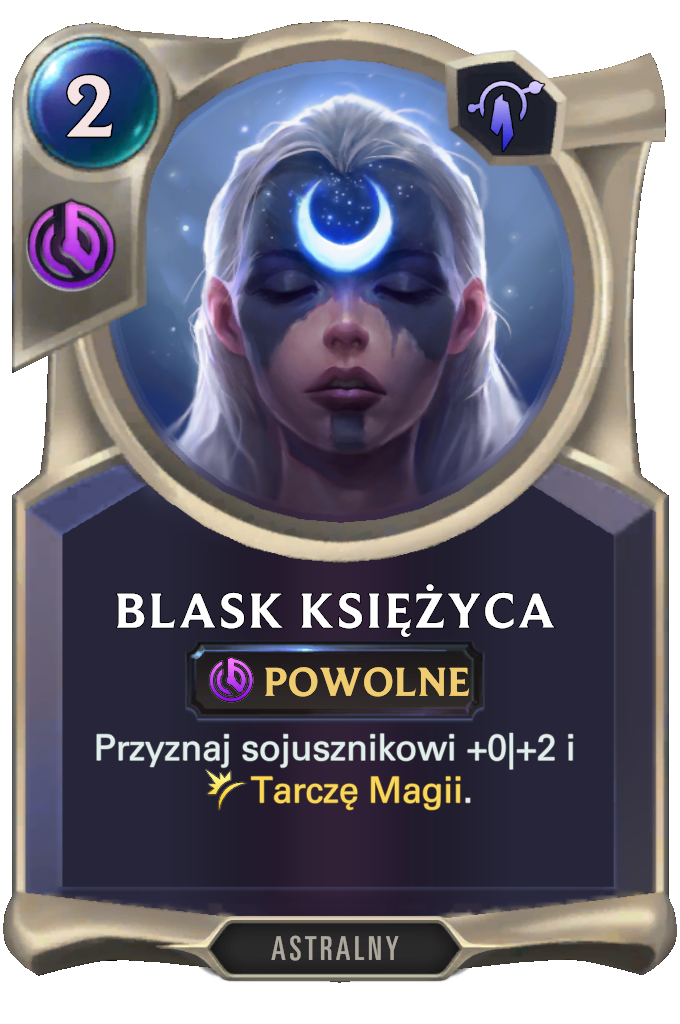 2
BLASK KSIĘŻYCA
POWOLNE
Przyznaj sojusznikowi +0|+2 i
Tarczę Magii.
ASTRALNY